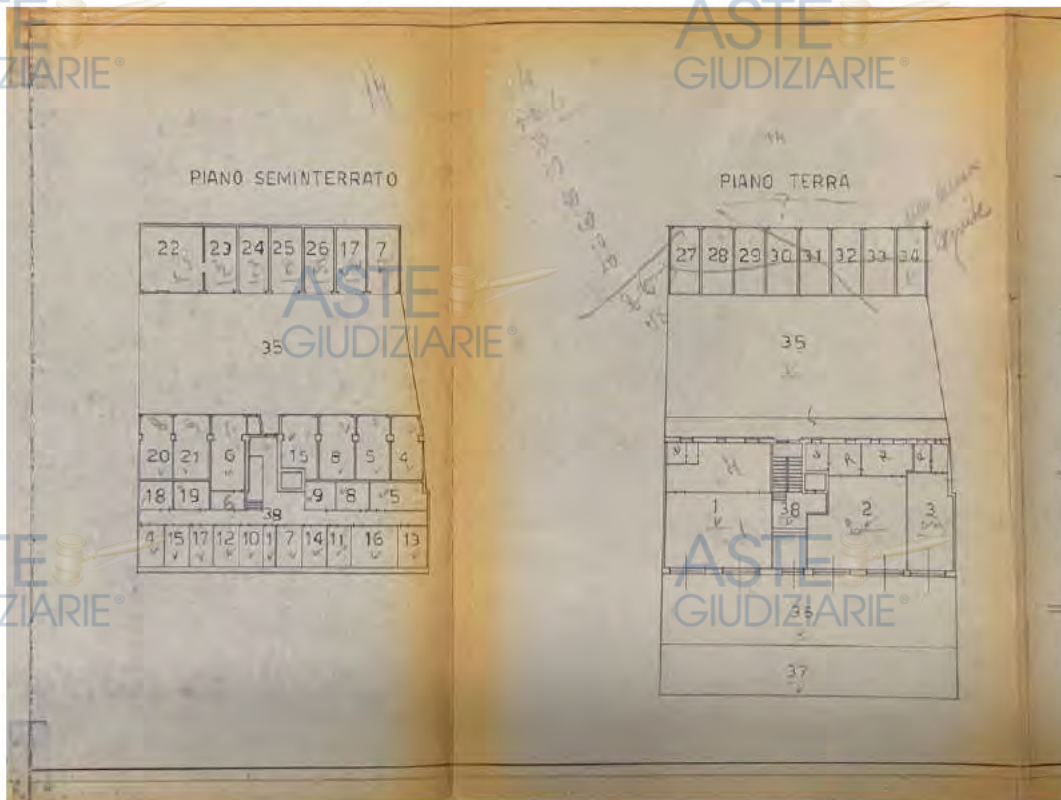 ASTE
GIUDIZIARIE®
ASTE
GIUDIZIARIE®
14
PIANO SEMINTERRATO
PIANO TERRA
22 23 24 25 26 17 7
27 28 29 30 31 32 33 34
ASTE
GIUDIZIARIE®
35
35
20 21 6 15 8 5 4
18 19 9 8 5
38
4 15 17 12 10 1 7 14 11 16 13
1 38 2 3
ASTE
GIUDIZIARIE®
ASTE
GIUDIZIARIE®
36
37